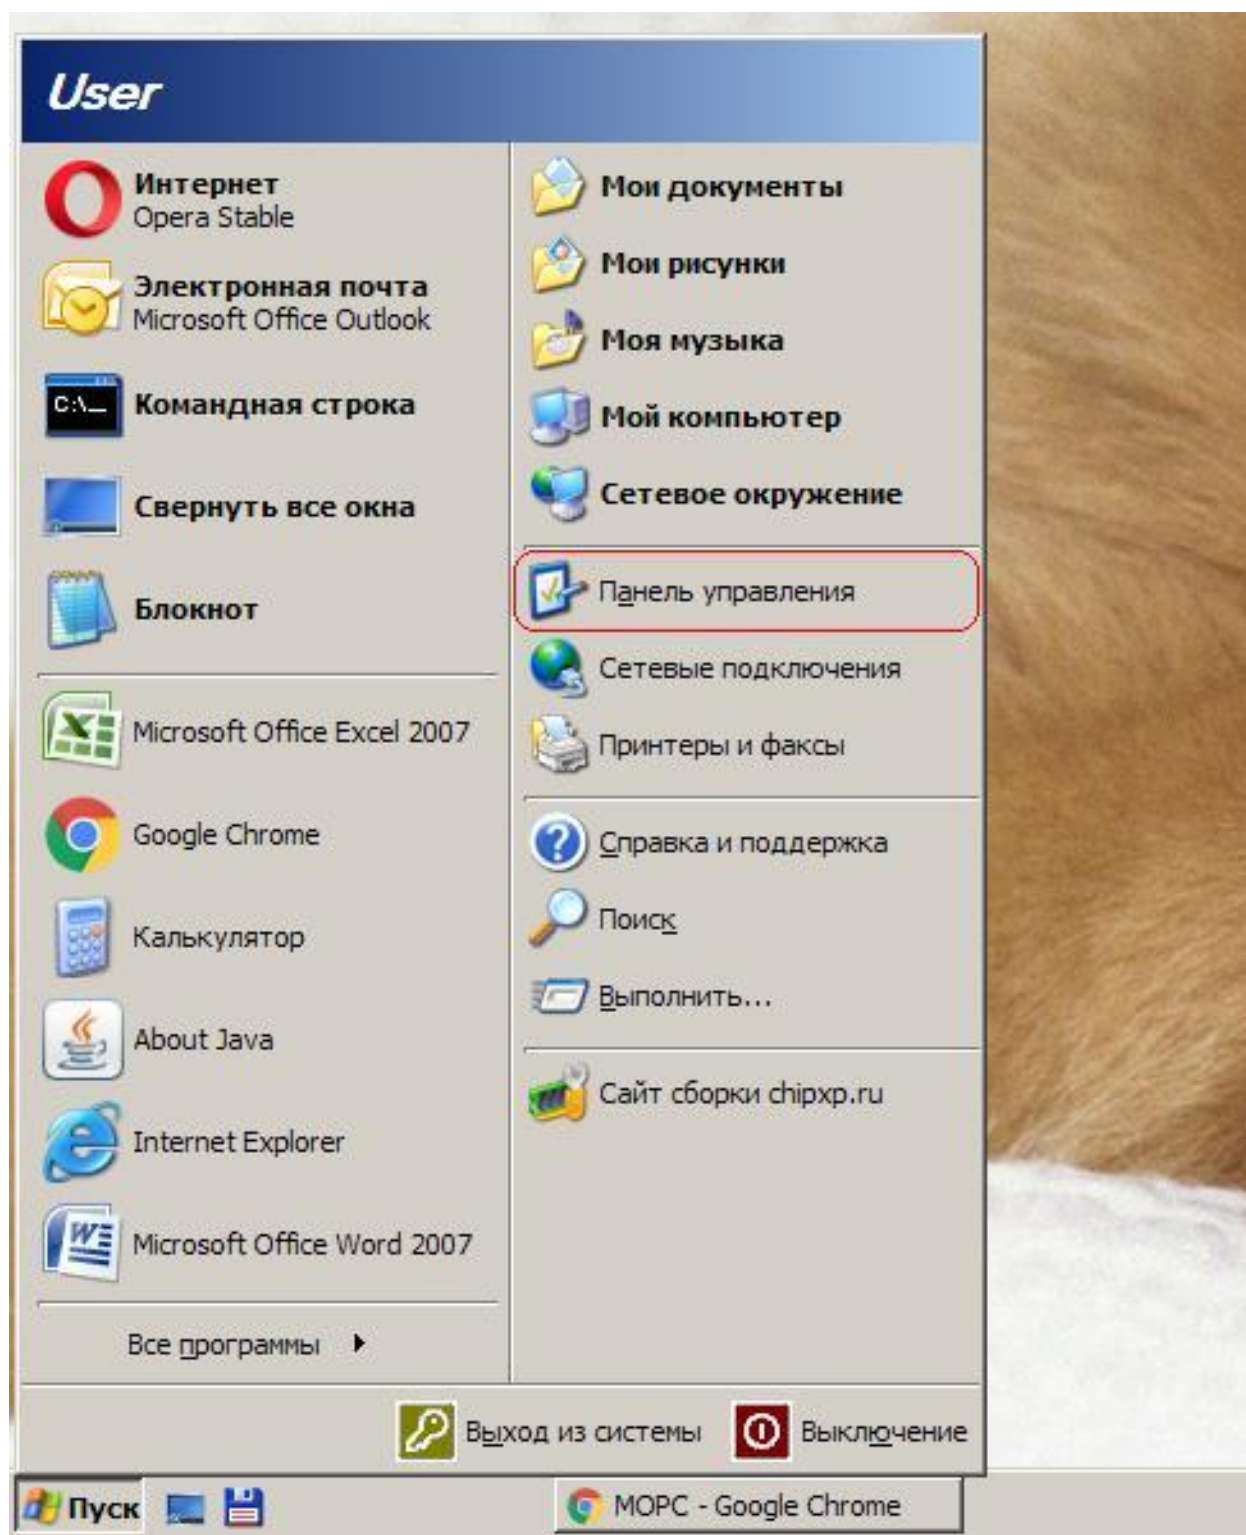 User
Интернет
Opera Stable
Электронная почта
Microsoft Office Outlook
C:\_
Командная строка
Свернуть все окна
Блокнот
Microsoft Office Excel 2007
Google Chrome
Калькулятор
About Java
Internet Explorer
Microsoft Office Word 2007
Все программы
Мои документы
Мои рисунки
Моя музыка
Мой компьютер
Сетевое окружение
Панель управления
Сетевые подключения
Принтеры и факсы
Справка и поддержка
Поиск
Выполнить...
Сайт сборки chipxp.ru
Выход из системы
Выключение
Пуск
МОРС - Google Chrome